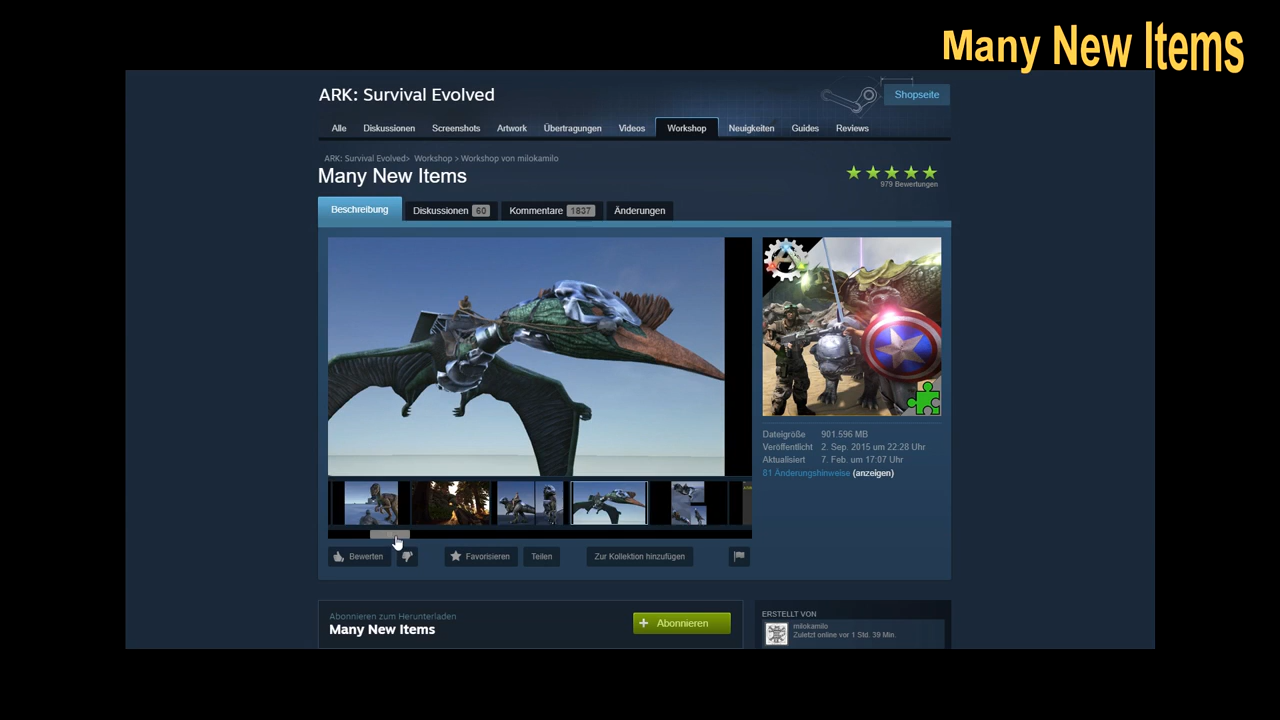 Many New Items
ARK: Survival Evolved
Shopseite
Alle Diskussionen Screenshots Artwork Übertragungen Videos Workshop Neuigkeiten Guides Reviews
ARK: Survival Evolved> Workshop > Workshop von milokamilo
Many New Items
979 Bewertungen
Beschreibung Diskussionen 60 Kommentare 1837 Änderungen
Dateigröße 901.596 MB
Veröffentlicht 2. Sep. 2015 um 22:28 Uhr
Aktualisiert 7. Feb. um 17:07 Uhr
81 Änderungshinweise (anzeigen)
Bewerten Favorisieren Teilen Zur Kollektion hinzufügen
Abonnieren zum Herunterladen
Many New Items
Abonnieren
ERSTELLT VON
milokamilo
Zuletzt online vor 1 Std. 39 Min.